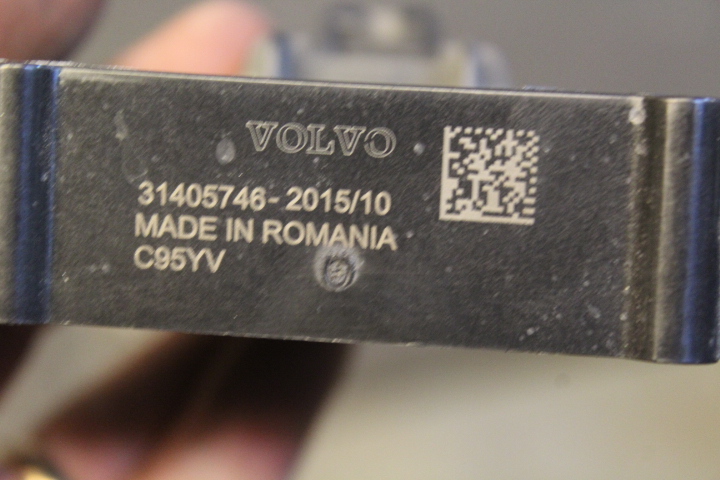 VOLVO
31405746-2015/10
MADE IN ROMANIA
C95YV